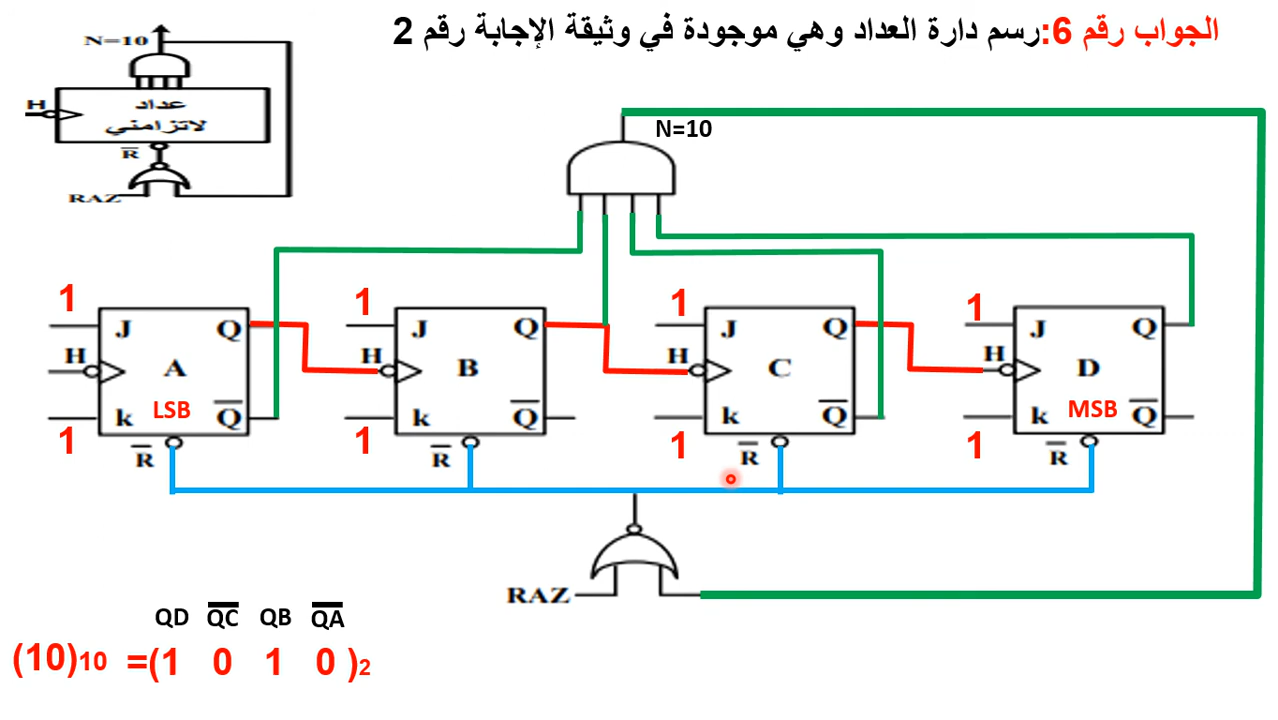 الجواب رقم 6:رسم دارة العداد وهي موجودة في وثيقة الإجابة رقم 2
N=10
H
عداد
لاتزامني
R̅
RAZ
N=10
1 1 1 1
J Q J Q J Q J Q
H A H B H C H D
LSB MSB
k Q̅ k Q̅ k Q̅ k Q̅
1 1 1 1
R̅ R̅ R̅ R̅
RAZ
QD Q̅C̅ QB Q̅A̅
(10)10 =(1 0 1 0 )2